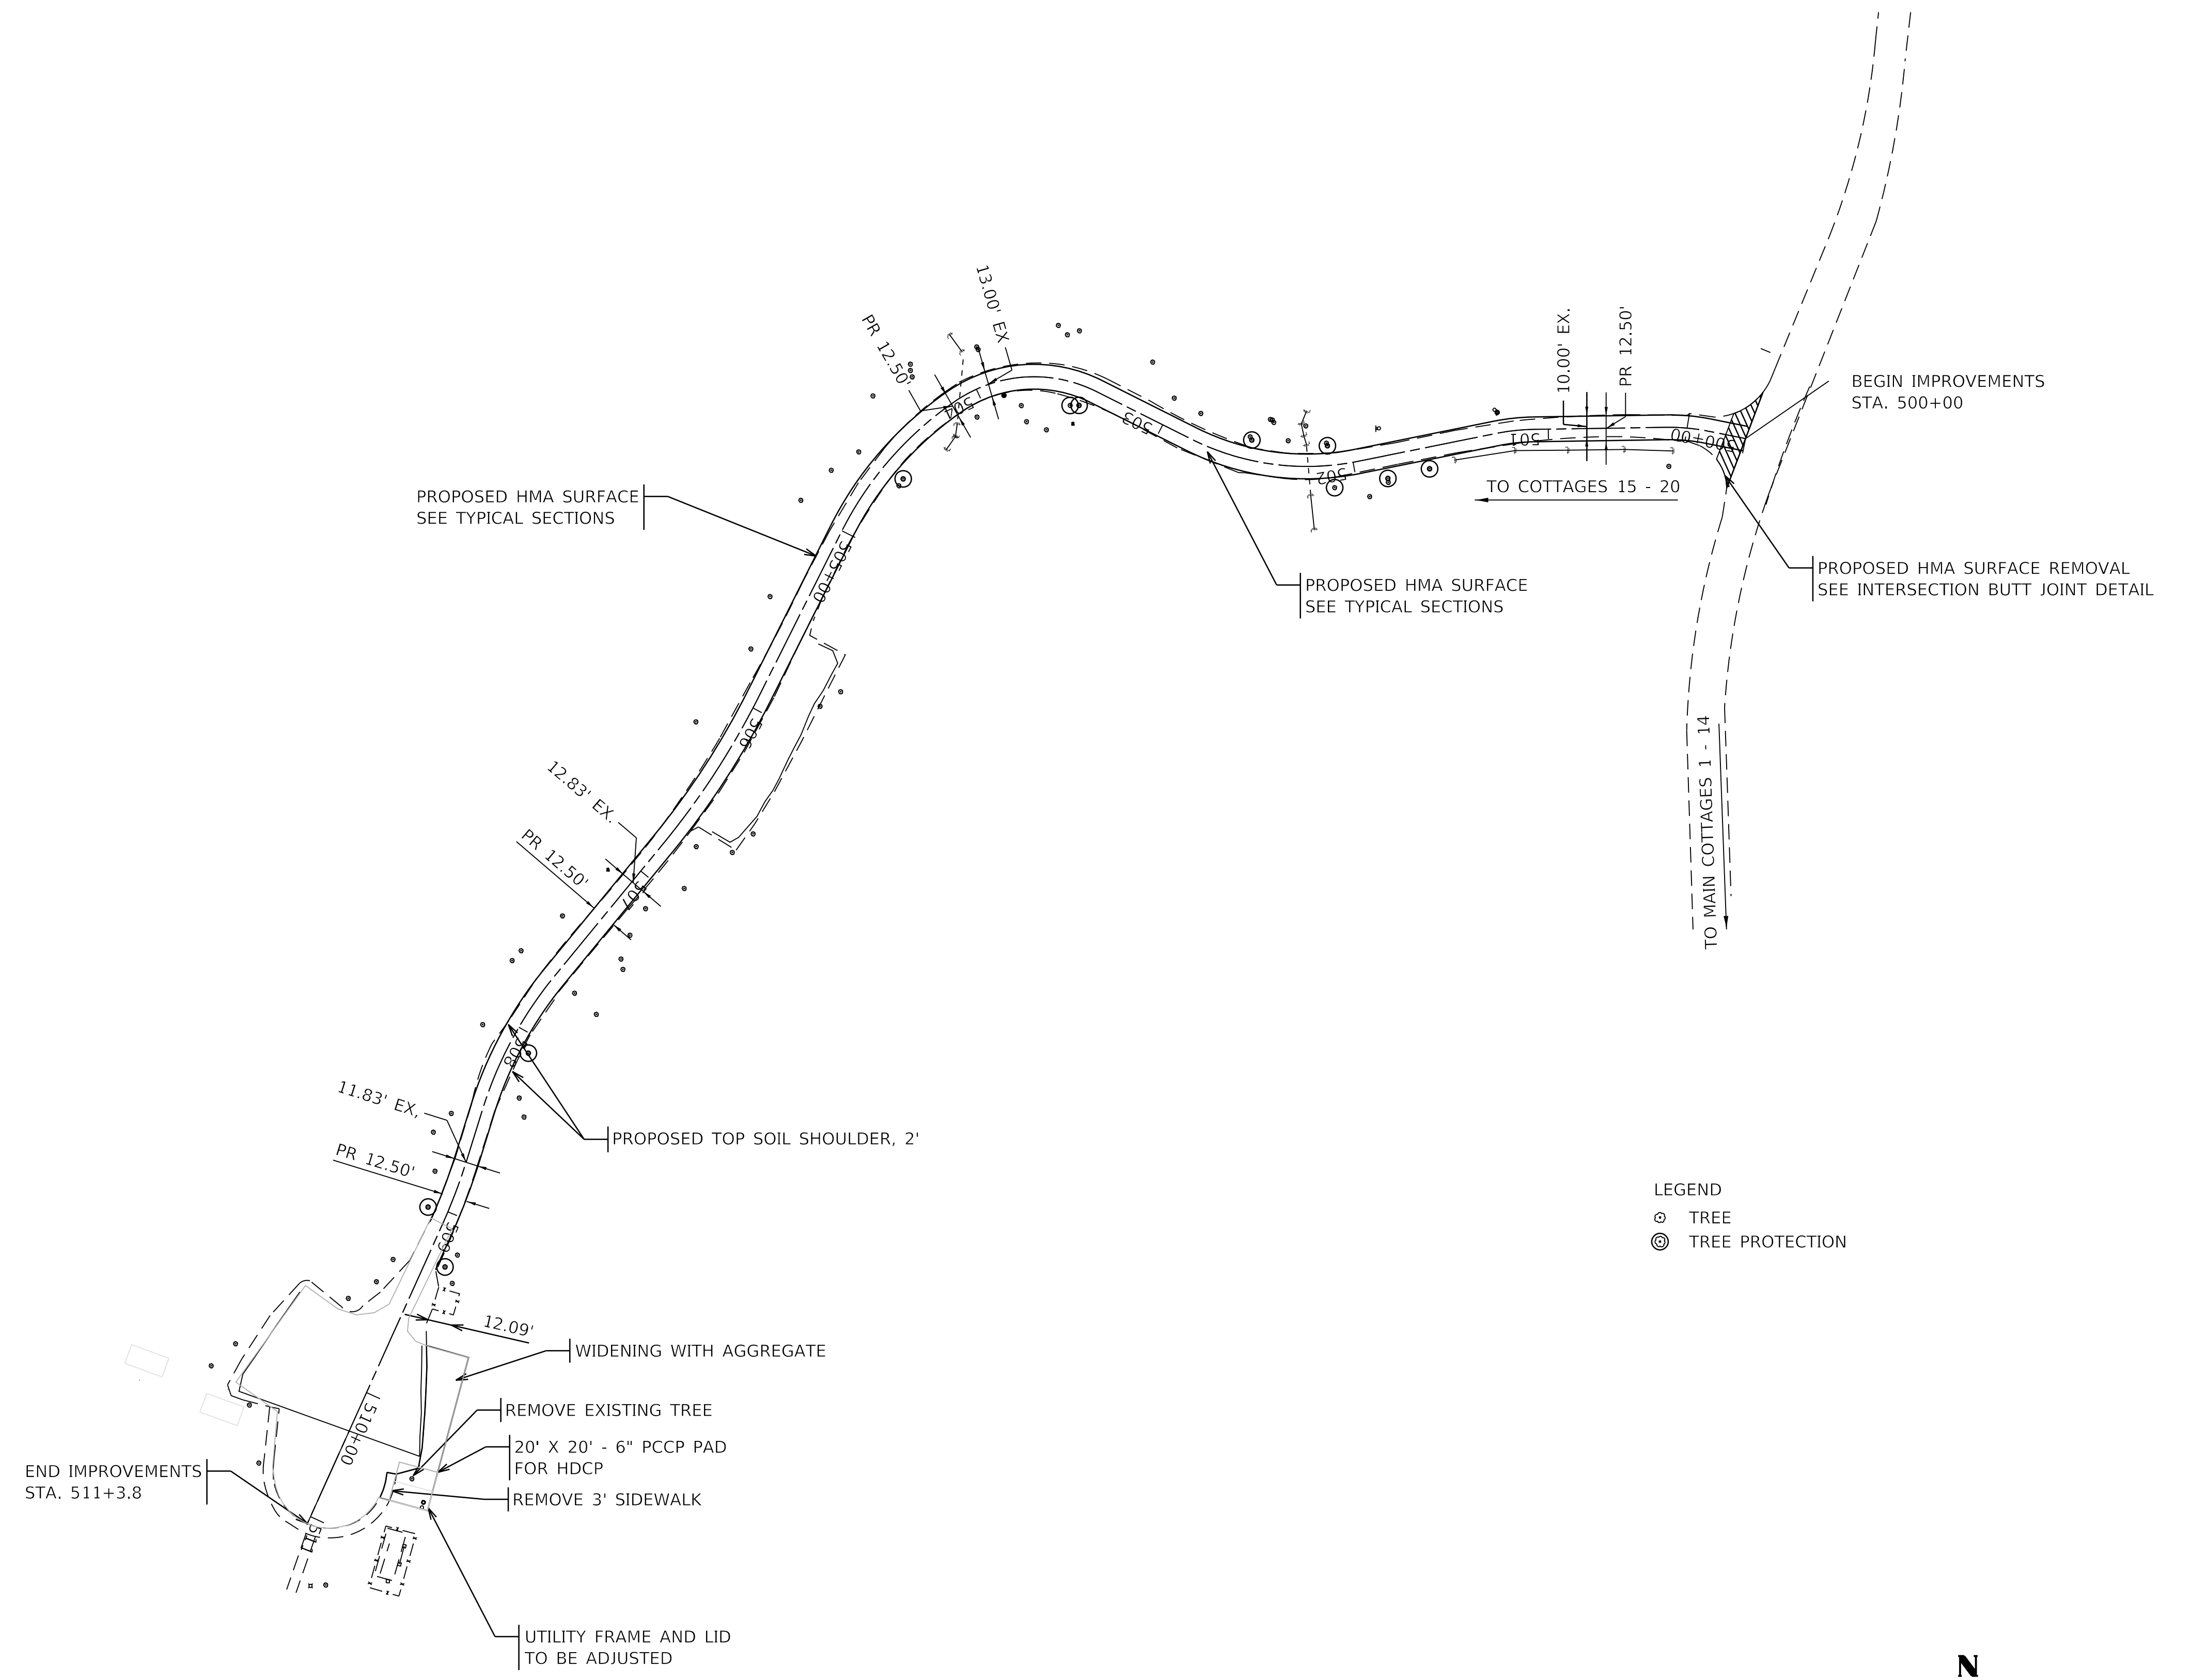 13.00' EX
PR 12.50'
10.00' EX.
PR 12.50'
BEGIN IMPROVEMENTS
STA. 500+00
500+00
501
502
503
504
TO COTTAGES 15 - 20
PROPOSED HMA SURFACE
SEE TYPICAL SECTIONS
505+00
PROPOSED HMA SURFACE
SEE TYPICAL SECTIONS
PROPOSED HMA SURFACE REMOVAL
SEE INTERSECTION BUTT JOINT DETAIL
TO MAIN COTTAGES 1 - 14
506
12.83' EX.
PR 12.50'
507
508
11.83' EX,
PR 12.50'
PROPOSED TOP SOIL SHOULDER, 2'
509
LEGEND
TREE
TREE PROTECTION
12.09'
WIDENING WITH AGGREGATE
510+00
REMOVE EXISTING TREE
20' X 20' - 6" PCCP PAD
FOR HDCP
REMOVE 3' SIDEWALK
END IMPROVEMENTS
STA. 511+3.8
511
UTILITY FRAME AND LID
TO BE ADJUSTED
N